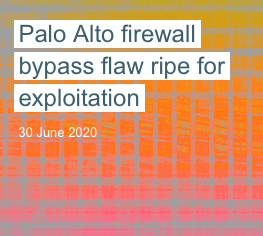 Palo Alto firewall
bypass flaw ripe for
exploitation
30 June 2020